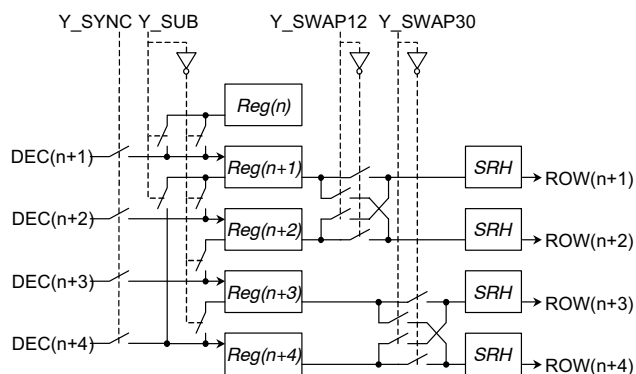 Y_SYNC Y_SUB Y_SWAP12 Y_SWAP30
Reg(n)
DEC(n+1) Reg(n+1) SRH ROW(n+1)
DEC(n+2) Reg(n+2) SRH ROW(n+2)
DEC(n+3) Reg(n+3) SRH ROW(n+3)
DEC(n+4) Reg(n+4) SRH ROW(n+4)